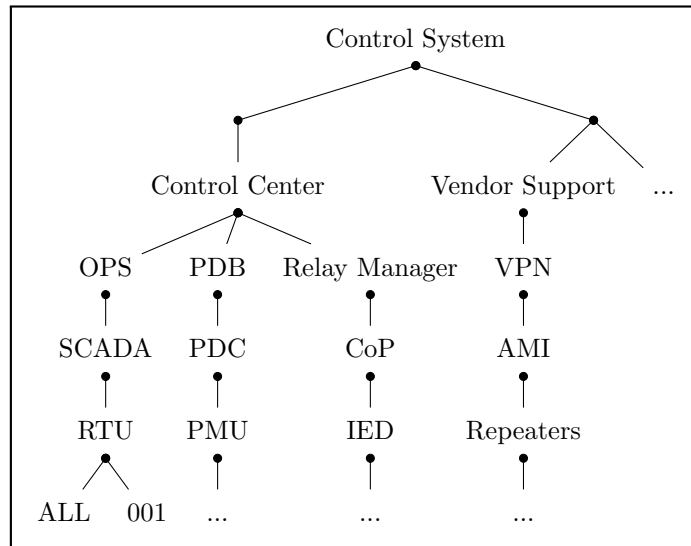 Control System
Control Center Vendor Support ...
OPS PDB Relay Manager VPN
SCADA PDC CoP AMI
RTU PMU IED Repeaters
ALL 001 ... ... ...